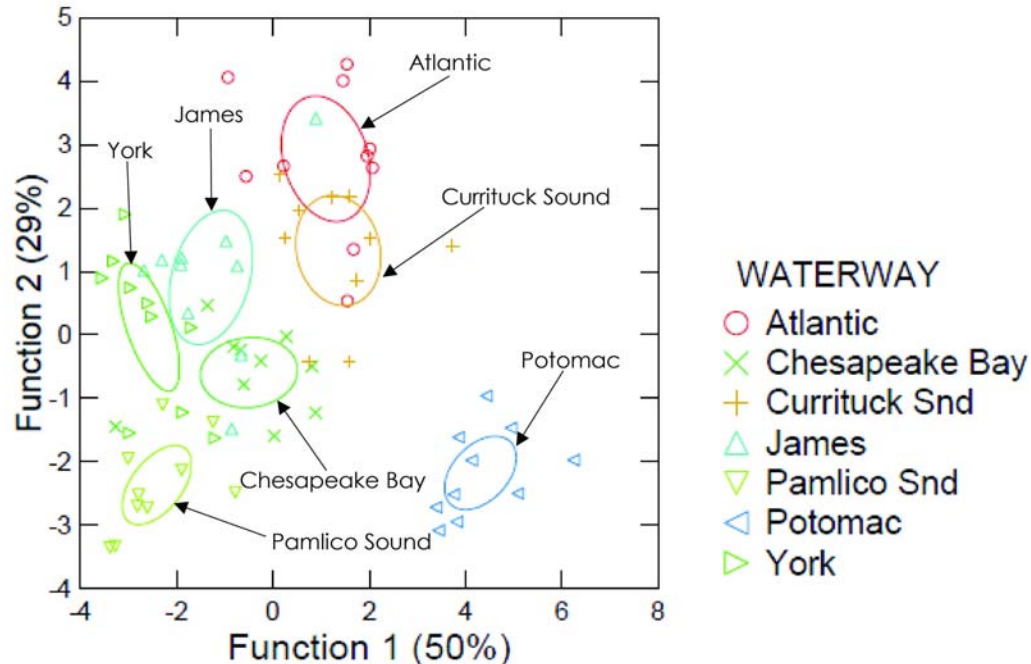 5
4
3
2
1
0
-1
-2
-3
-4
Function 2 (29%)
Atlantic
James
York
Currituck Sound
Potomac
Chesapeake Bay
Pamlico Sound
-4
-2
0
2
4
6
8
Function 1 (50%)
WATERWAY
Atlantic
Chesapeake Bay
Currituck Snd
James
Pamlico Snd
Potomac
York